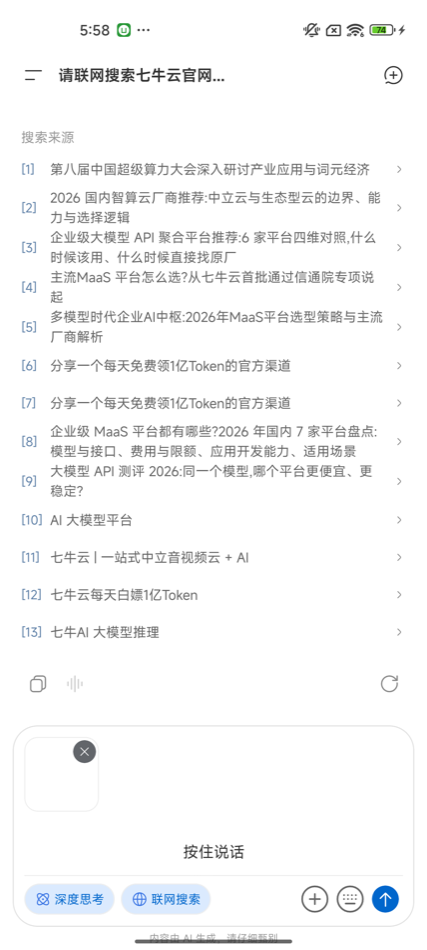 5:58 ···
74
请联网搜索七牛云官网...
搜索来源
[1] 第八届中国超级算力大会深入研讨产业应用与词元经济
[2] 2026 国内智算云厂商推荐:中立云与生态型云的边界、能
力与选择逻辑
[3] 企业级大模型 API 聚合平台推荐:6 家平台四维对照,什么
时候该用、什么时候直接找原厂
[4] 主流MaaS 平台怎么选?从七牛云首批通过信通院专项说
起
[5] 多模型时代企业AI中枢:2026年MaaS平台选型策略与主流
厂商解析
[6] 分享一个每天免费领1亿Token的官方渠道
[7] 分享一个每天免费领1亿Token的官方渠道
[8] 企业级 MaaS 平台都有哪些?2026 年国内 7 家平台盘点:
模型与接口、费用与限额、应用开发能力、适用场景
[9] 大模型 API 测评 2026:同一个模型,哪个平台更便宜、更
稳定?
[10] AI 大模型平台
[11] 七牛云 | 一站式中立音视频云 + AI
[12] 七牛云每天白嫖1亿Token
[13] 七牛AI 大模型推理
按住说话
深度思考 联网搜索
内容由 AI 生成，请仔细甄别